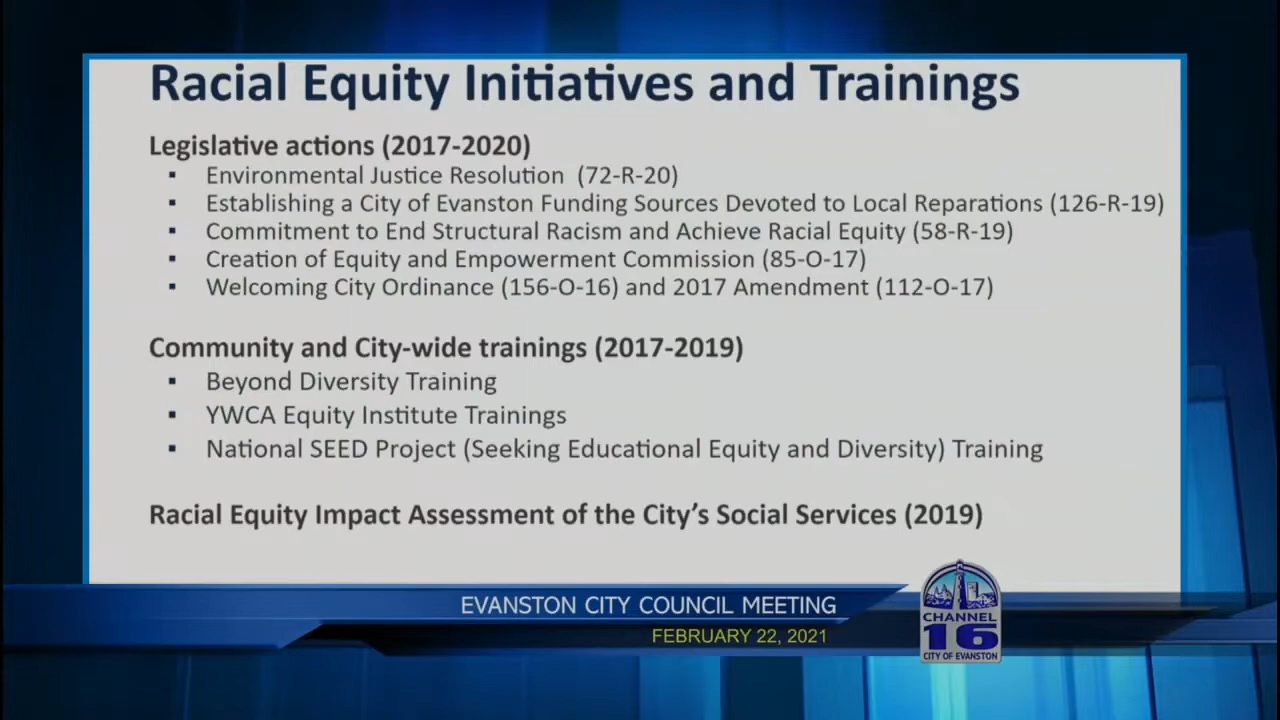 Racial Equity Initiatives and Trainings
Legislative actions (2017-2020)
▪ Environmental Justice Resolution (72-R-20)
▪ Establishing a City of Evanston Funding Sources Devoted to Local Reparations (126-R-19)
▪ Commitment to End Structural Racism and Achieve Racial Equity (58-R-19)
▪ Creation of Equity and Empowerment Commission (85-O-17)
▪ Welcoming City Ordinance (156-O-16) and 2017 Amendment (112-O-17)
Community and City-wide trainings (2017-2019)
▪ Beyond Diversity Training
▪ YWCA Equity Institute Trainings
▪ National SEED Project (Seeking Educational Equity and Diversity) Training
Racial Equity Impact Assessment of the City’s Social Services (2019)
EVANSTON CITY COUNCIL MEETING
FEBRUARY 22, 2021
CHANNEL
16
CITY OF EVANSTON